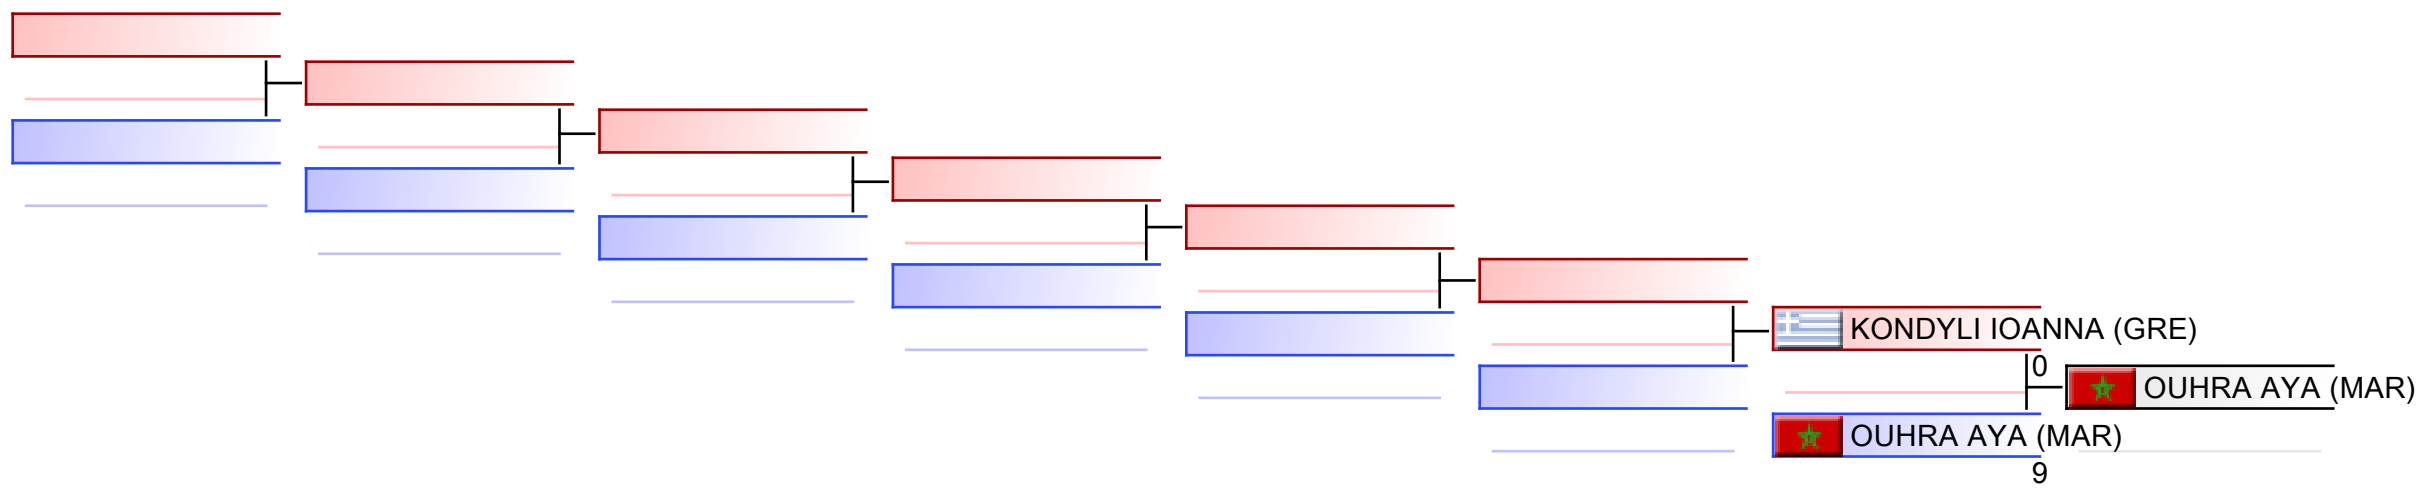 KONDYLI IOANNA (GRE)
0
OUHRA AYA (MAR)
OUHRA AYA (MAR)
9